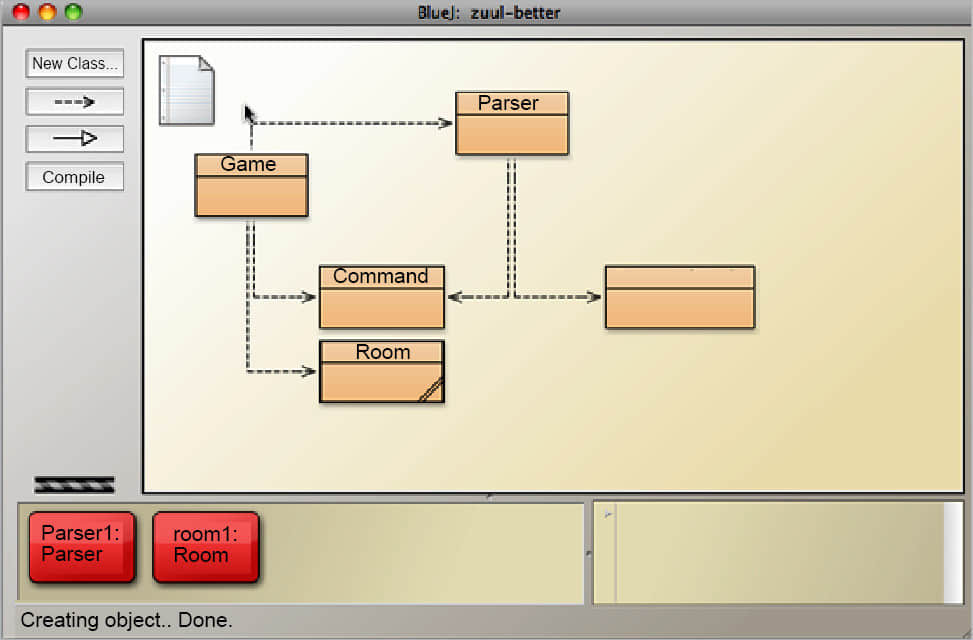 BlueJ: zuul-better
New Class...
Compile
Parser
Game
Command
Room
Parser1:
Parser
room1:
Room
Creating object.. Done.